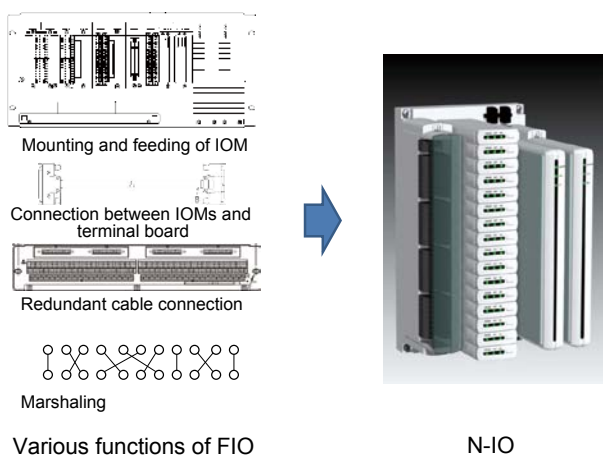 Mounting and feeding of IOM
Connection between IOMs and
terminal board
Redundant cable connection
Marshaling
Various functions of FIO
N-IO